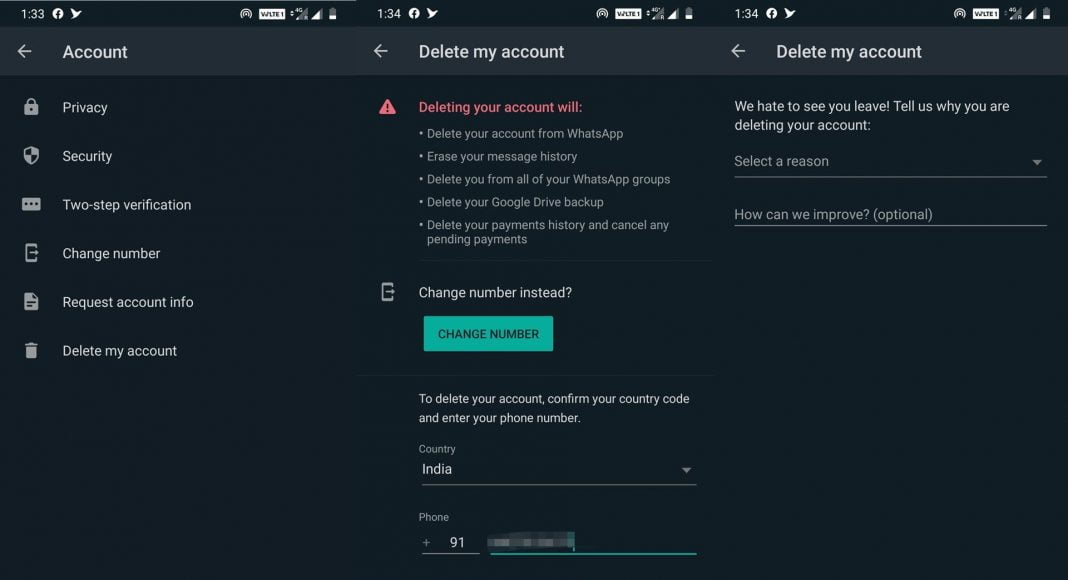 1:33
VoLTE 1
4G
R
Account
Privacy
Security
Two-step verification
Change number
Request account info
Delete my account
1:34
VoLTE 1
4G+
R
Delete my account
Deleting your account will:
• Delete your account from WhatsApp
• Erase your message history
• Delete you from all of your WhatsApp groups
• Delete your Google Drive backup
• Delete your payments history and cancel any
pending payments
Change number instead?
CHANGE NUMBER
To delete your account, confirm your country code
and enter your phone number.
Country
India
Phone
+ 91
1:34
VoLTE 1
4G
R
Delete my account
We hate to see you leave! Tell us why you are
deleting your account:
Select a reason
How can we improve? (optional)